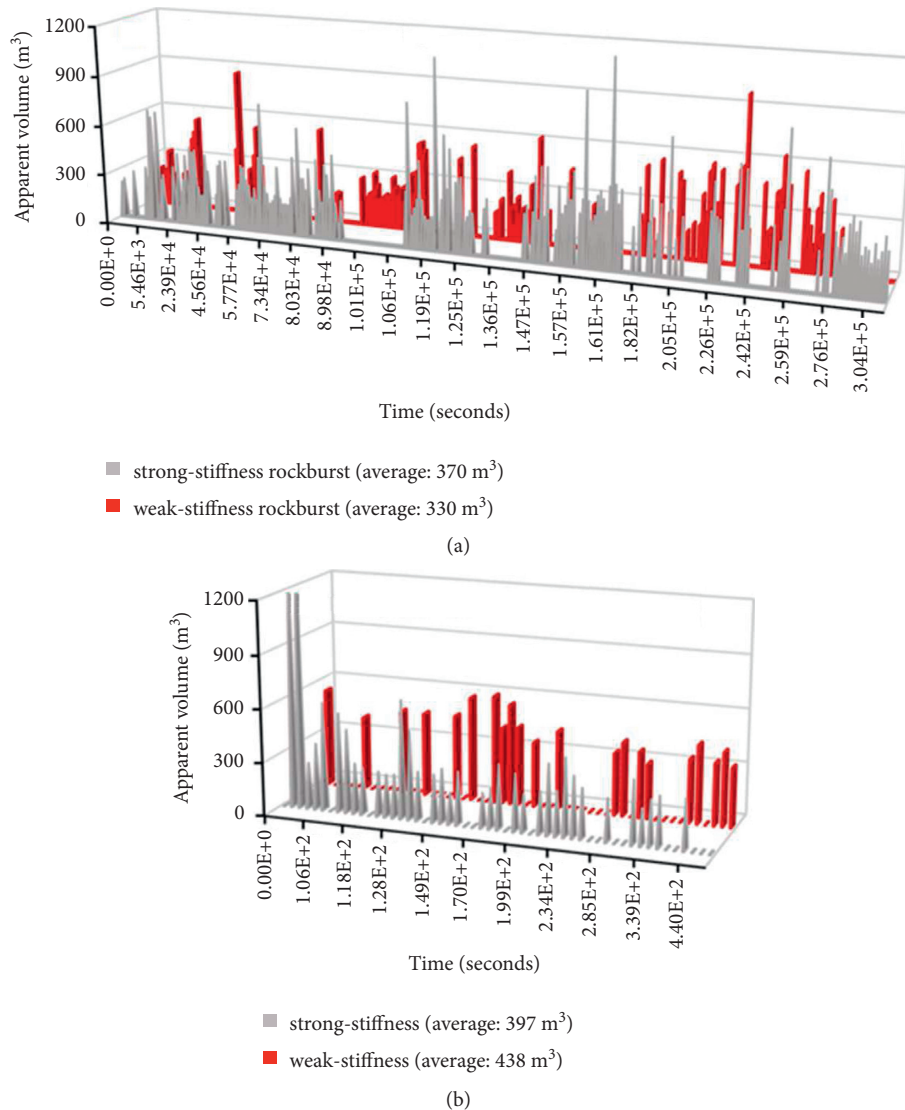 1200
900
600
300
0
Apparent volume (m³)
0.00E+0
5.46E+3
2.39E+4
4.56E+4
5.77E+4
7.34E+4
8.03E+4
8.98E+4
1.01E+5
1.06E+5
1.19E+5
1.25E+5
1.36E+5
1.47E+5
1.57E+5
1.61E+5
1.82E+5
2.05E+5
2.26E+5
2.42E+5
2.59E+5
2.76E+5
3.04E+5
Time (seconds)
strong-stiffness rockburst (average: 370 m³)
weak-stiffness rockburst (average: 330 m³)
(a)
1200
900
600
300
0
Apparent volume (m³)
0.00E+0
1.06E+2
1.18E+2
1.28E+2
1.49E+2
1.70E+2
1.99E+2
2.34E+2
2.85E+2
3.39E+2
4.40E+2
Time (seconds)
strong-stiffness (average: 397 m³)
weak-stiffness (average: 438 m³)
(b)